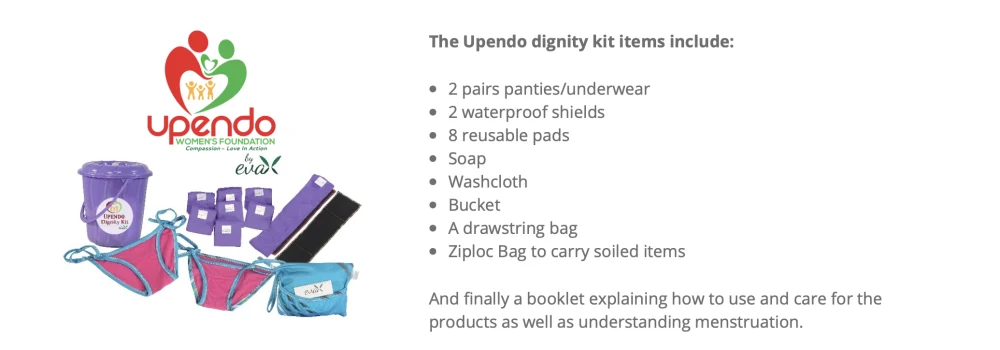 upendo
WOMEN'S FOUNDATION
Compassion – Love In Action
by
evax
UPENDO
Dignity Kit
evax
The Upendo dignity kit items include:
• 2 pairs panties/underwear
• 2 waterproof shields
• 8 reusable pads
• Soap
• Washcloth
• Bucket
• A drawstring bag
• Ziploc Bag to carry soiled items
And finally a booklet explaining how to use and care for the
products as well as understanding menstruation.